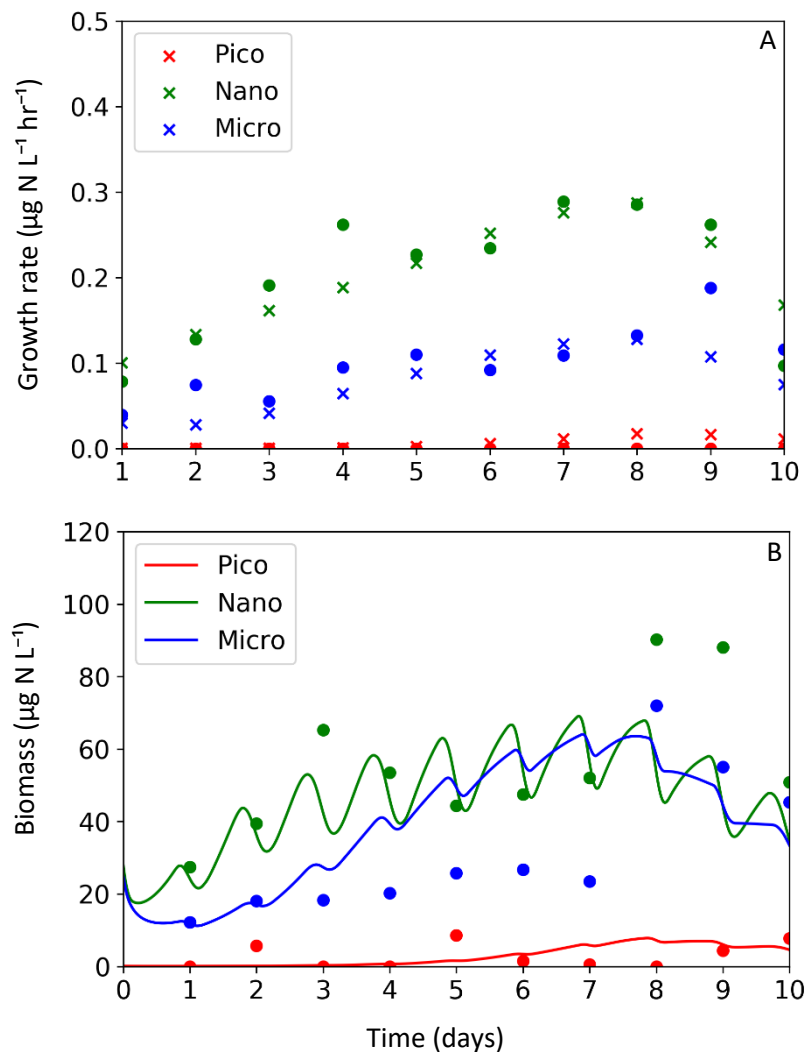 A
Pico
Nano
Micro
Growth rate (µg N L⁻¹ hr⁻¹)
0.5
0.4
0.3
0.2
0.1
0.0
1 2 3 4 5 6 7 8 9 10
B
Pico
Nano
Micro
Biomass (µg N L⁻¹)
120
100
80
60
40
20
0
0 1 2 3 4 5 6 7 8 9 10
Time (days)